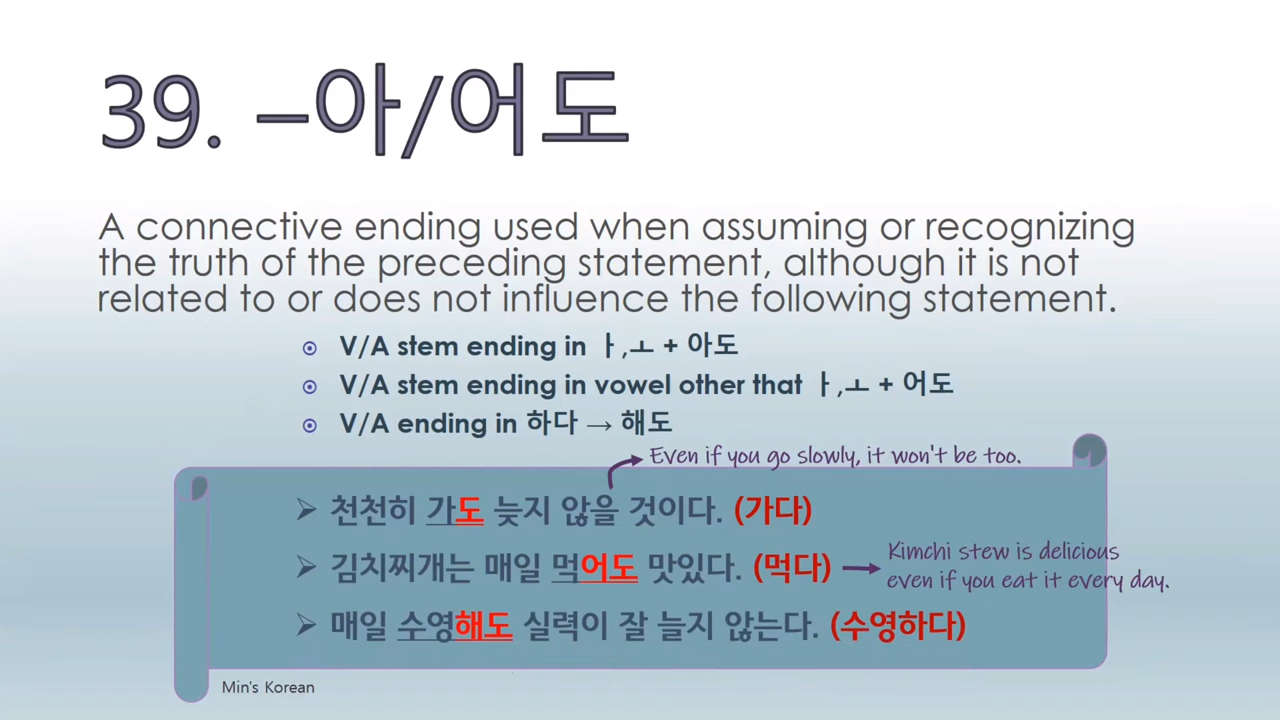 39. –아/어도
A connective ending used when assuming or recognizing
the truth of the preceding statement, although it is not
related to or does not influence the following statement.
V/A stem ending in ㅏ,ㅗ + 아도
V/A stem ending in vowel other that ㅏ,ㅗ + 어도
V/A ending in 하다 → 해도
Even if you go slowly, it won't be too.
천천히 가도 늦지 않을 것이다. (가다)
김치찌개는 매일 먹어도 맛있다. (먹다)
Kimchi stew is delicious
even if you eat it every day.
매일 수영해도 실력이 잘 늘지 않는다. (수영하다)
Min's Korean